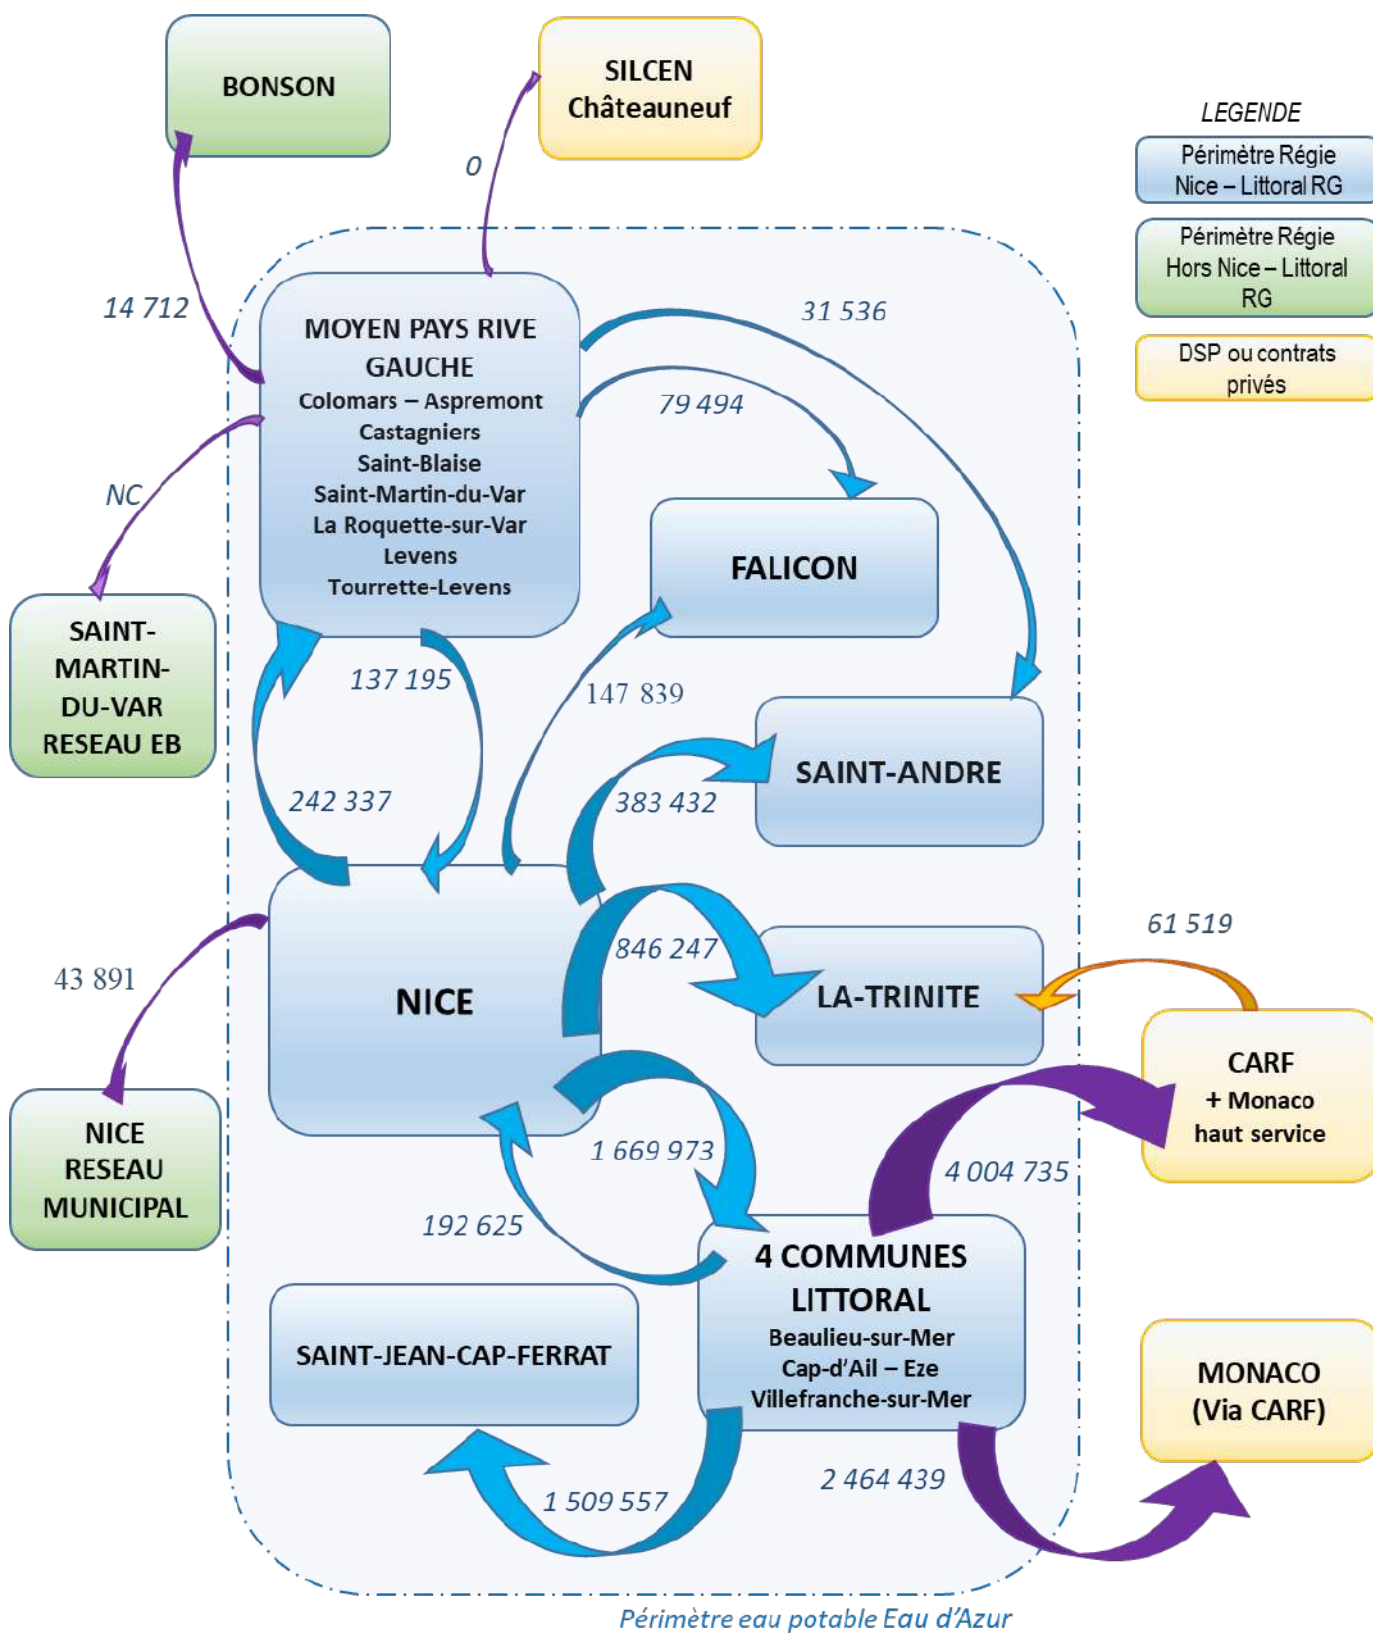 BONSON
SILCEN
Châteauneuf
LEGENDE
Périmètre Régie
Nice – Littoral RG
Périmètre Régie
Hors Nice – Littoral
RG
DSP ou contrats
privés
0
14 712
31 536
MOYEN PAYS RIVE
GAUCHE
Colomars – Aspremont
Castagniers
Saint-Blaise
Saint-Martin-du-Var
La Roquette-sur-Var
Levens
Tourrette-Levens
79 494
NC
FALICON
SAINT-
MARTIN-
DU-VAR
RESEAU EB
137 195
147 839
242 337
383 432
SAINT-ANDRE
43 891
NICE
846 247
LA-TRINITE
61 519
CARF
+ Monaco
haut service
NICE
RESEAU
MUNICIPAL
1 669 973
4 004 735
192 625
4 COMMUNES
LITTORAL
Beaulieu-sur-Mer
Cap-d'Ail – Eze
Villefranche-sur-Mer
SAINT-JEAN-CAP-FERRAT
MONACO
(Via CARF)
1 509 557
2 464 439
Périmètre eau potable Eau d'Azur